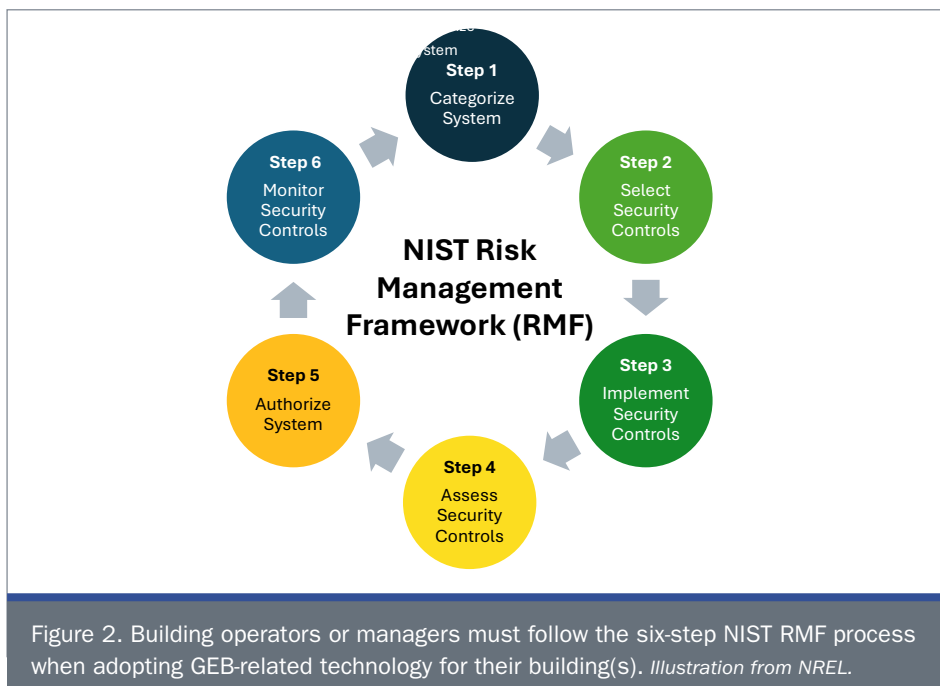 ystem
Step 1
Categorize
System
Step 2
Select
Security
Controls
Step 3
Implement
Security
Controls
Step 4
Assess
Security
Controls
Step 5
Authorize
System
Step 6
Monitor
Security
Controls
NIST Risk
Management
Framework (RMF)
Figure 2. Building operators or managers must follow the six-step NIST RMF process
when adopting GEB-related technology for their building(s). Illustration from NREL.